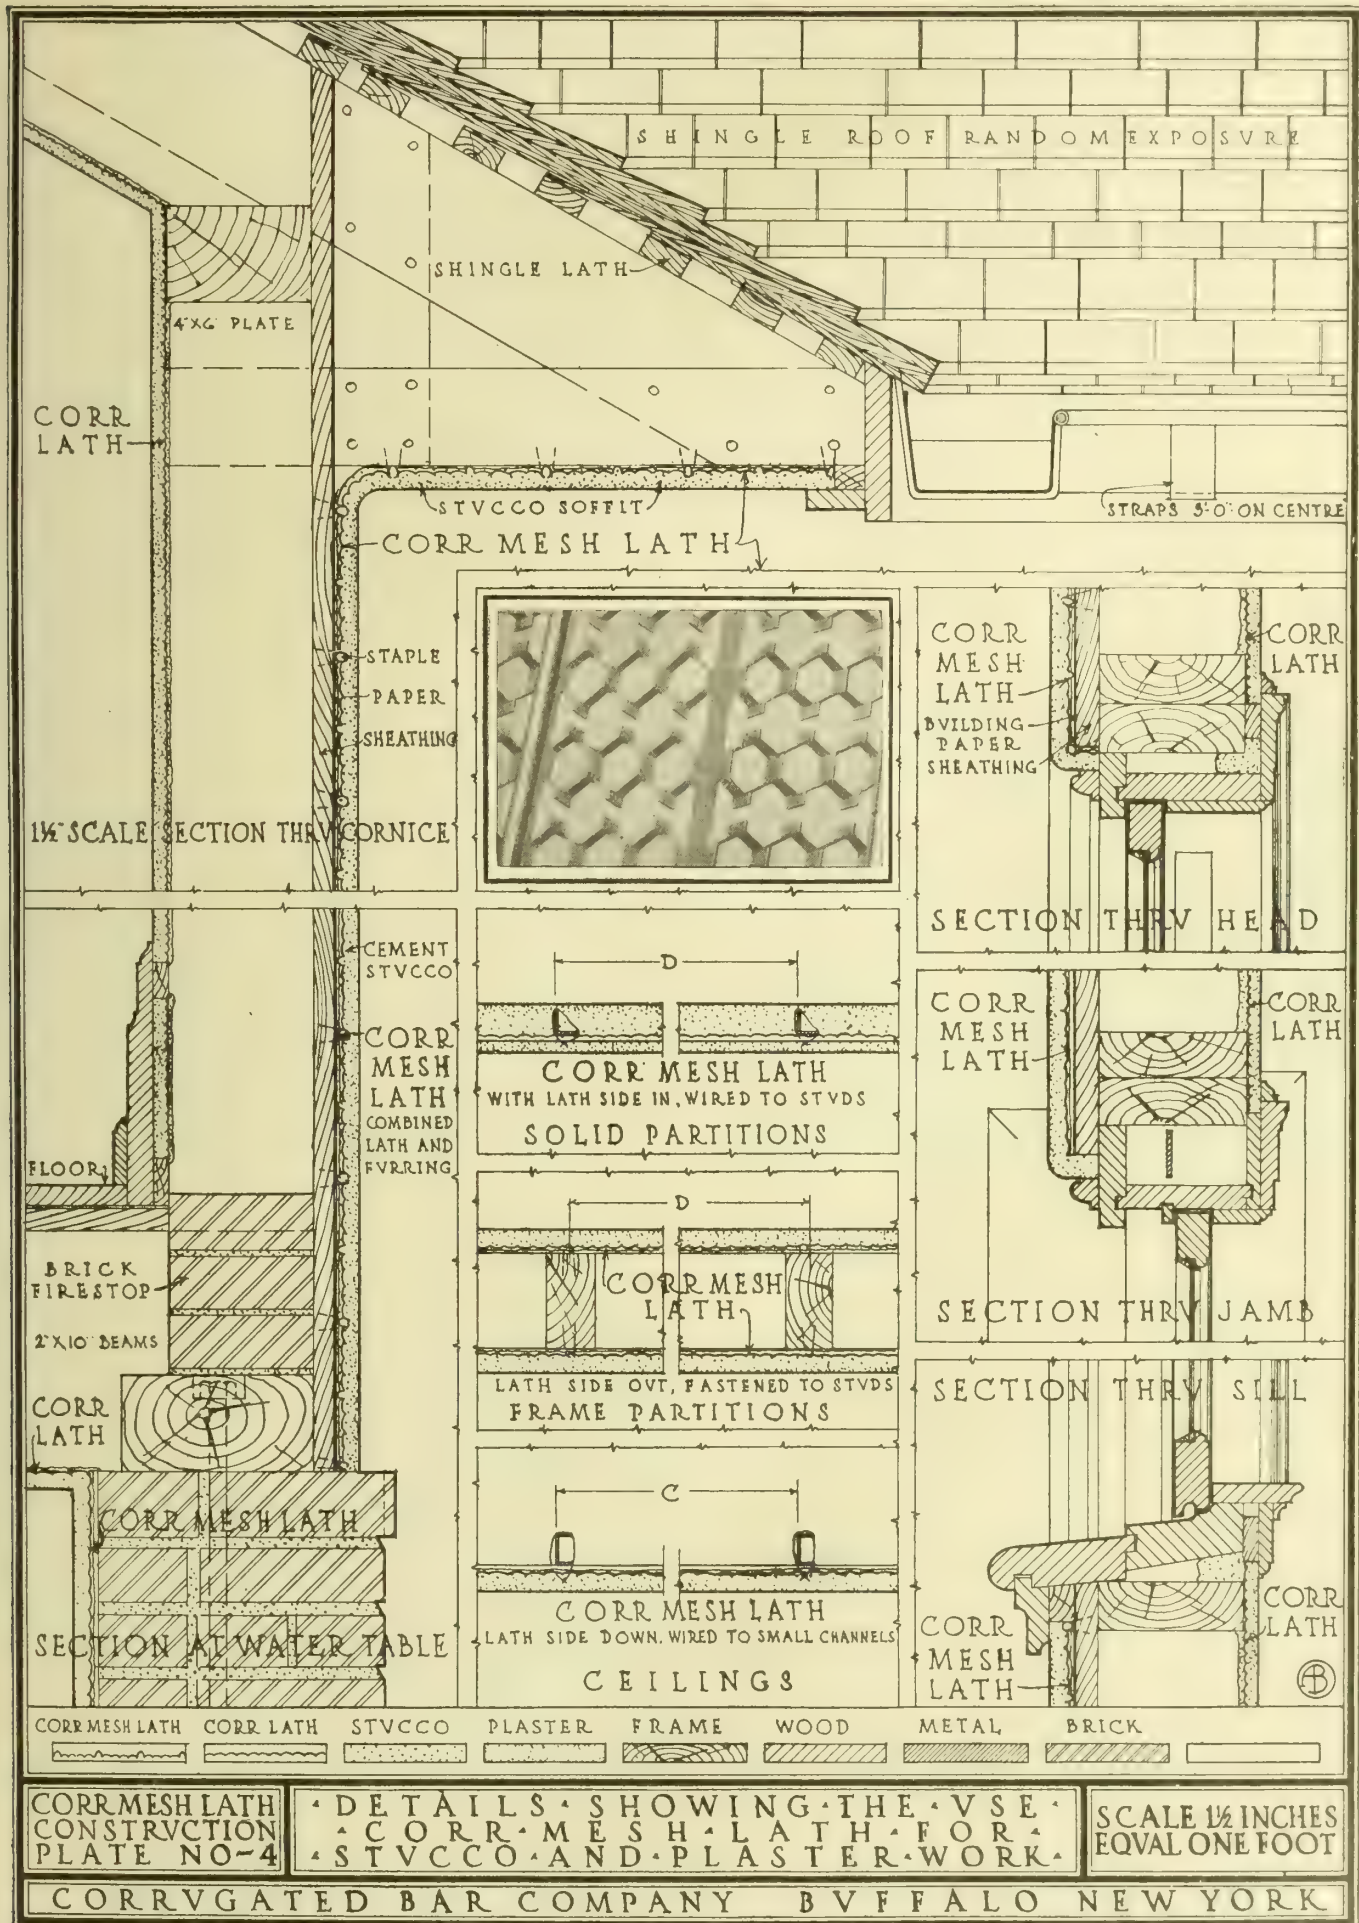 SHINGLE ROOF RANDOM EXPOSVRE
SHINGLE LATH
4"X6" PLATE
CORR
LATH
STVCCO SOFFIT
STRAPS 3'-0" ON CENTRE
CORR MESH LATH
STAPLE
PAPER
SHEATHING
1½" SCALE SECTION THRV CORNICE
CORR
MESH
LATH
BVILDING
PAPER
SHEATHING
CORR
LATH
SECTION THRV HEAD
CEMENT
STVCCO
CORR
MESH
LATH
COMBINED
LATH AND
FVRRING
FLOOR
BRICK
FIRESTOP
2"X10" BEAMS
CORR
LATH
CORR MESH LATH
SECTION AT WATER TABLE
D
CORR MESH LATH
WITH LATH SIDE IN, WIRED TO STVDS
SOLID PARTITIONS
D
CORR MESH
LATH
LATH SIDE OVT, FASTENED TO STVDS
FRAME PARTITIONS
C
CORR MESH LATH
LATH SIDE DOWN. WIRED TO SMALL CHANNELS
CEILINGS
CORR
MESH
LATH
CORR
LATH
SECTION THRV JAMB
SECTION THRV SILL
CORR
MESH
LATH
CORR
LATH
AB
CORR MESH LATH CORR LATH STVCCO PLASTER FRAME WOOD METAL BRICK
CORR MESH LATH
CONSTRVCTION
PLATE NO-4
·DETAILS·SHOWING·THE·VSE·
·CORR·MESH·LATH·FOR·
·STVCCO·AND·PLASTER·WORK·
SCALE 1½ INCHES
EQVAL ONE FOOT
CORRVGATED BAR COMPANY BVFFALO NEW YORK